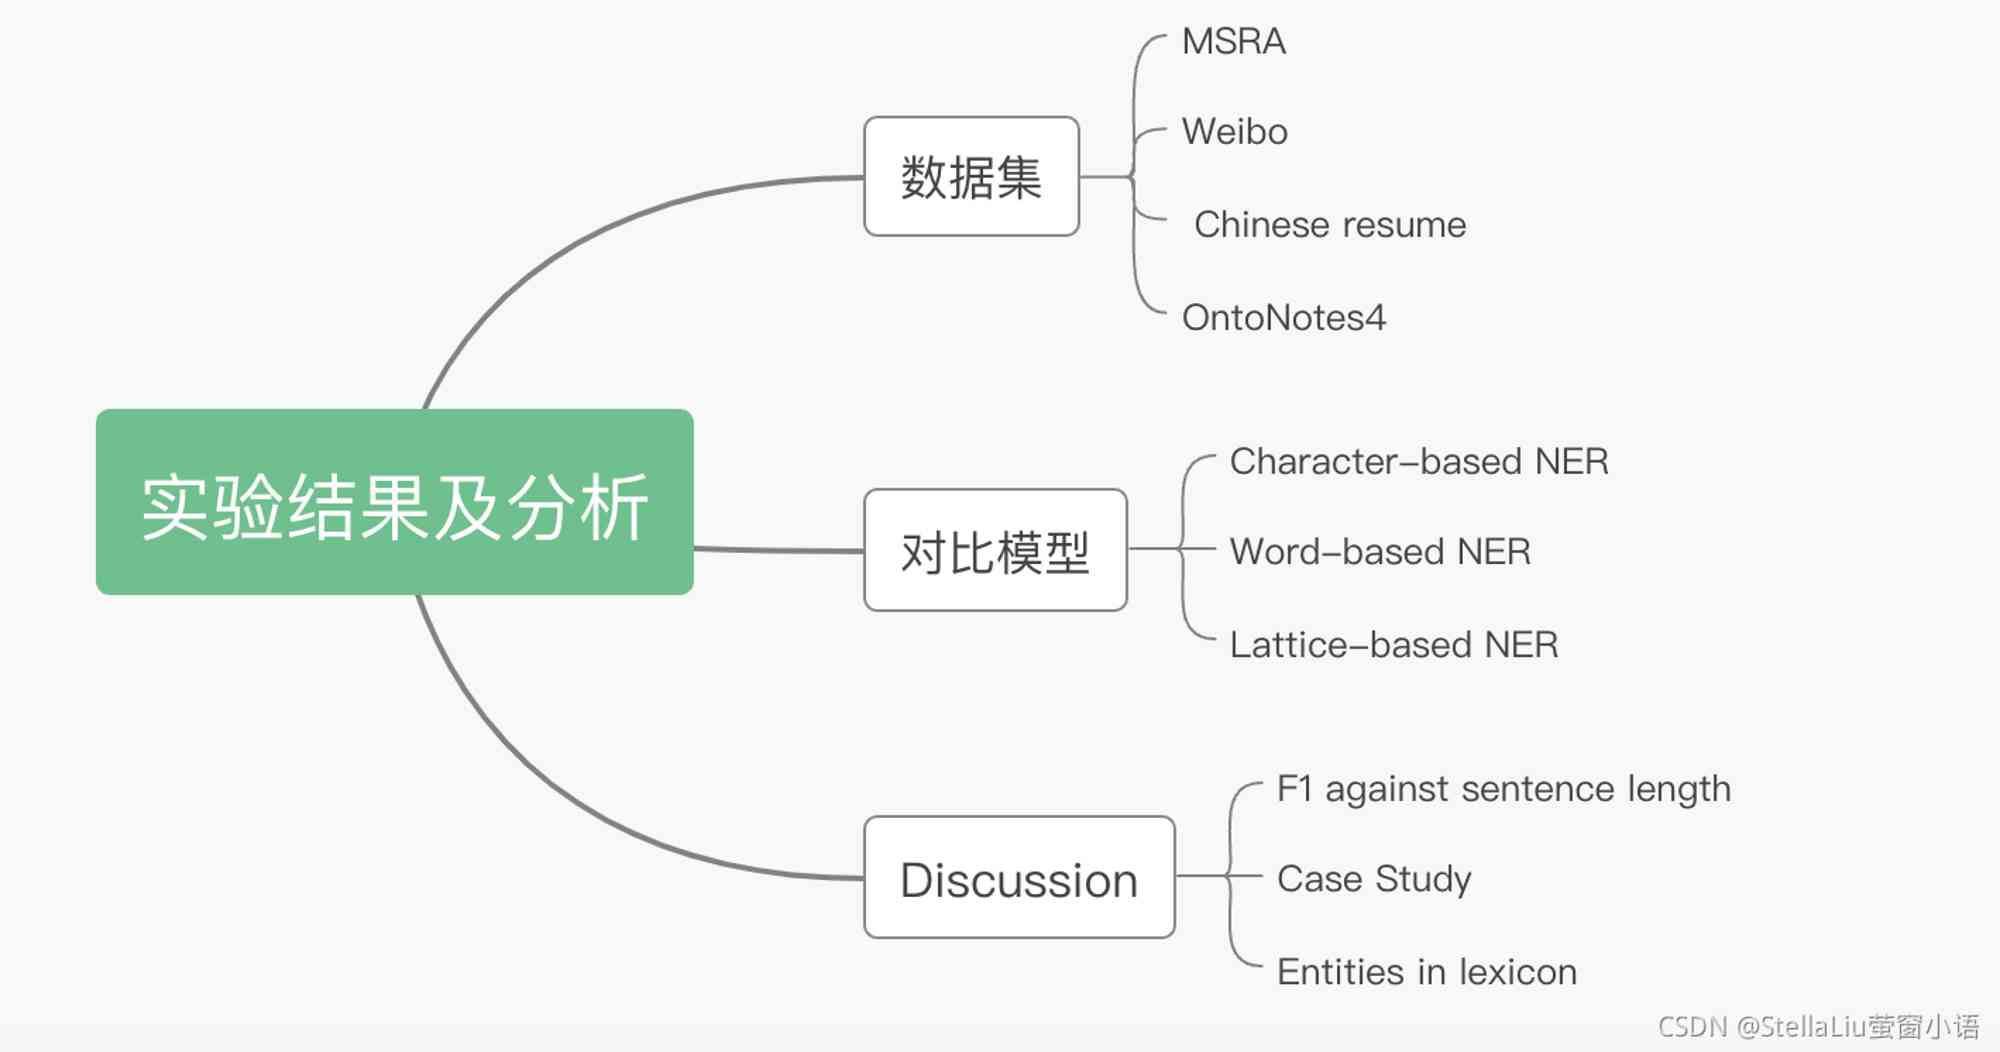 实验结果及分析
数据集
MSRA
Weibo
Chinese resume
OntoNotes4
对比模型
Character-based NER
Word-based NER
Lattice-based NER
Discussion
F1 against sentence length
Case Study
Entities in lexicon
CSDN @StellaLiu萤窗小语